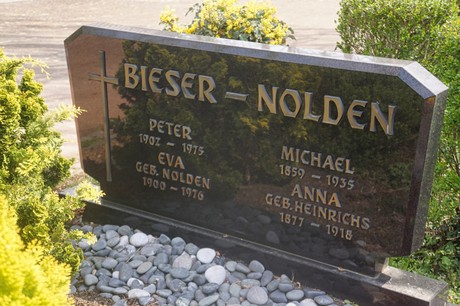 BIESER – NOLDEN
PETER
1902 - 1975
EVA
GEB. NOLDEN
1900 - 1976
MICHAEL
1859 - 1935
ANNA
GEB. HEINRICHS
1877 - 1918